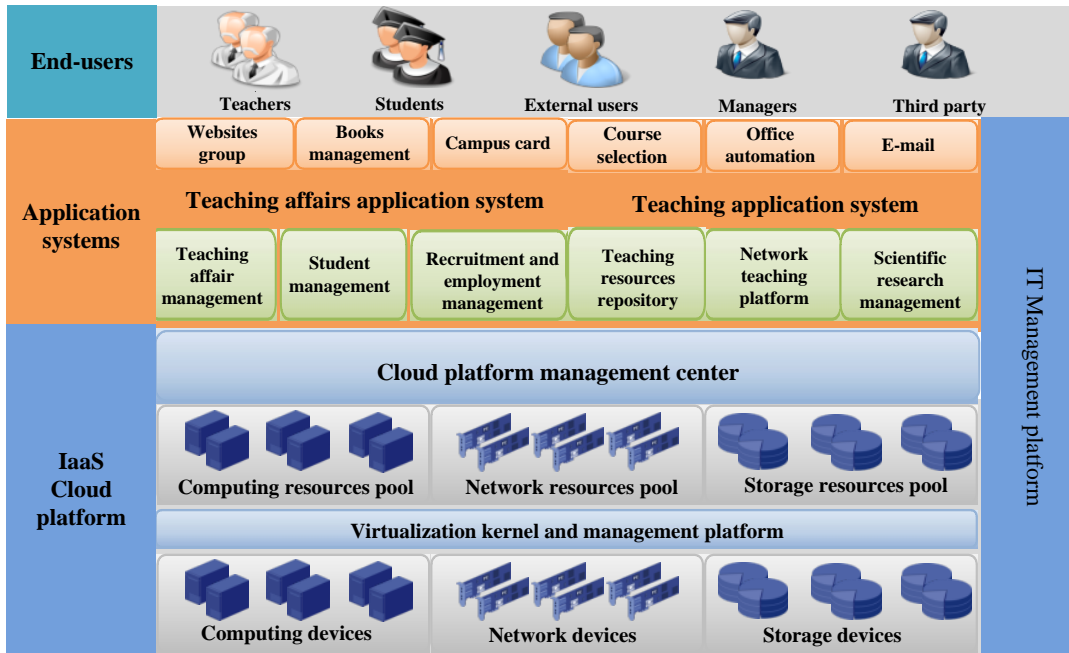 End-users
Teachers
Students
External users
Managers
Third party
Application
systems
Websites
group
Books
management
Campus card
Course
selection
Office
automation
E-mail
Teaching affairs application system
Teaching application system
Teaching
affair
management
Student
management
Recruitment and
employment
management
Teaching
resources
repository
Network
teaching
platform
Scientific
research
management
IT Management platform
IaaS
Cloud
platform
Cloud platform management center
Computing resources pool
Network resources pool
Storage resources pool
Virtualization kernel and management platform
Computing devices
Network devices
Storage devices